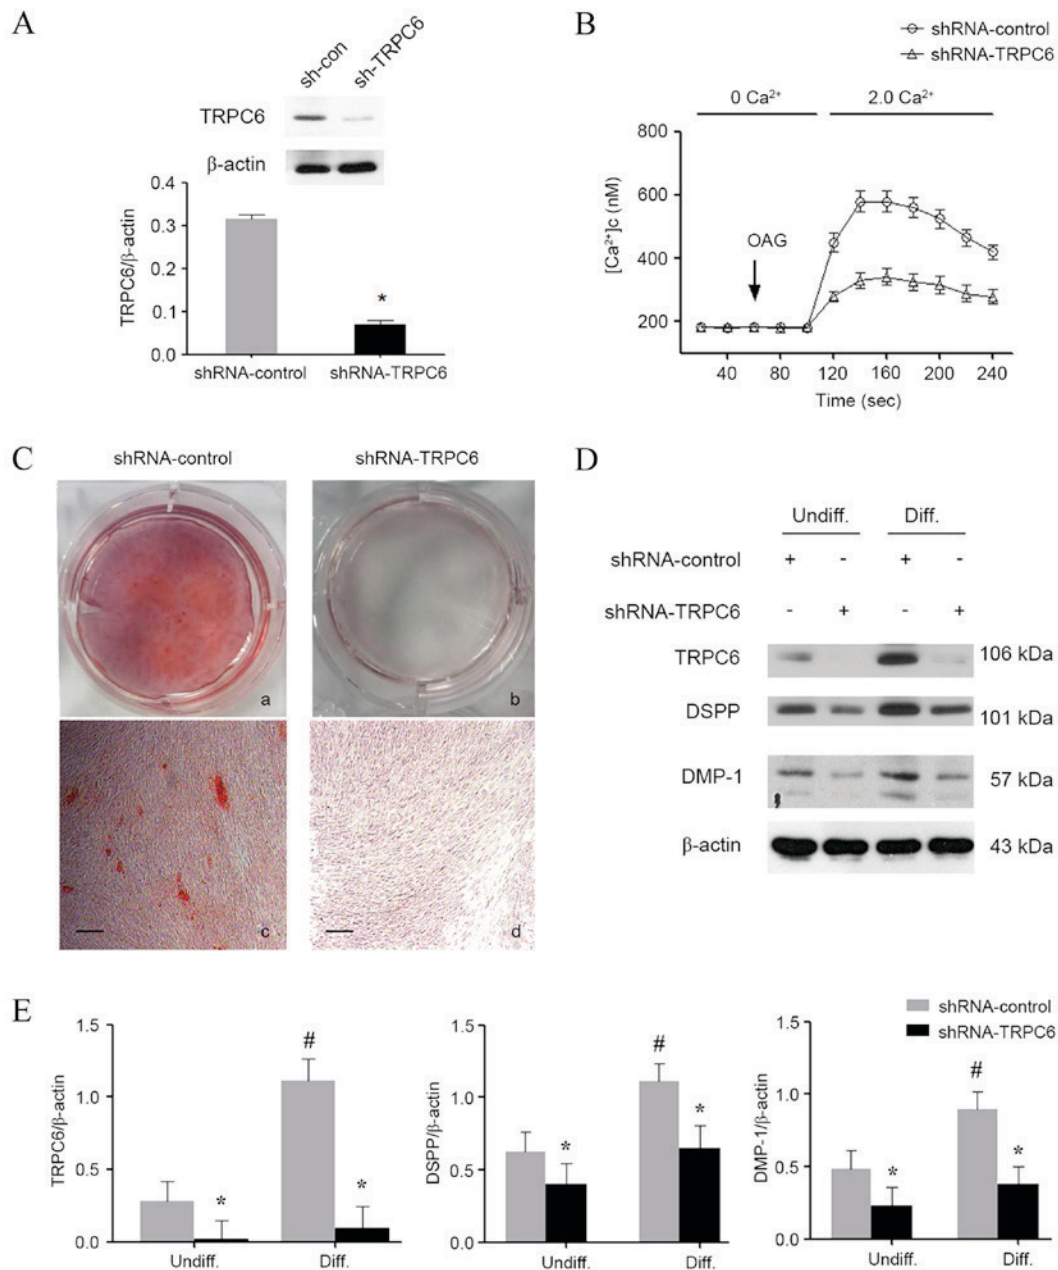 A
sh-con
sh-TRPC6
TRPC6
β-actin
TRPC6/β-actin
0.4
0.3
0.2
0.1
0.0
*
shRNA-control
shRNA-TRPC6
B
shRNA-control
shRNA-TRPC6
0 Ca²⁺
2.0 Ca²⁺
[Ca²⁺]c (nM)
800
600
400
200
OAG
40 80 120 160 200 240
Time (sec)
C
shRNA-control
shRNA-TRPC6
a
b
c
d
D
Undiff.
Diff.
shRNA-control + - + -
shRNA-TRPC6 - + - +
TRPC6 106 kDa
DSPP 101 kDa
DMP-1 57 kDa
β-actin 43 kDa
E
shRNA-control
shRNA-TRPC6
TRPC6/β-actin
1.5
1.0
0.5
0.0
*
#
*
Undiff.
Diff.
DSPP/β-actin
1.5
1.0
0.5
0.0
*
#
*
Undiff.
Diff.
DMP-1/β-actin
1.5
1.0
0.5
0.0
*
#
*
Undiff.
Diff.